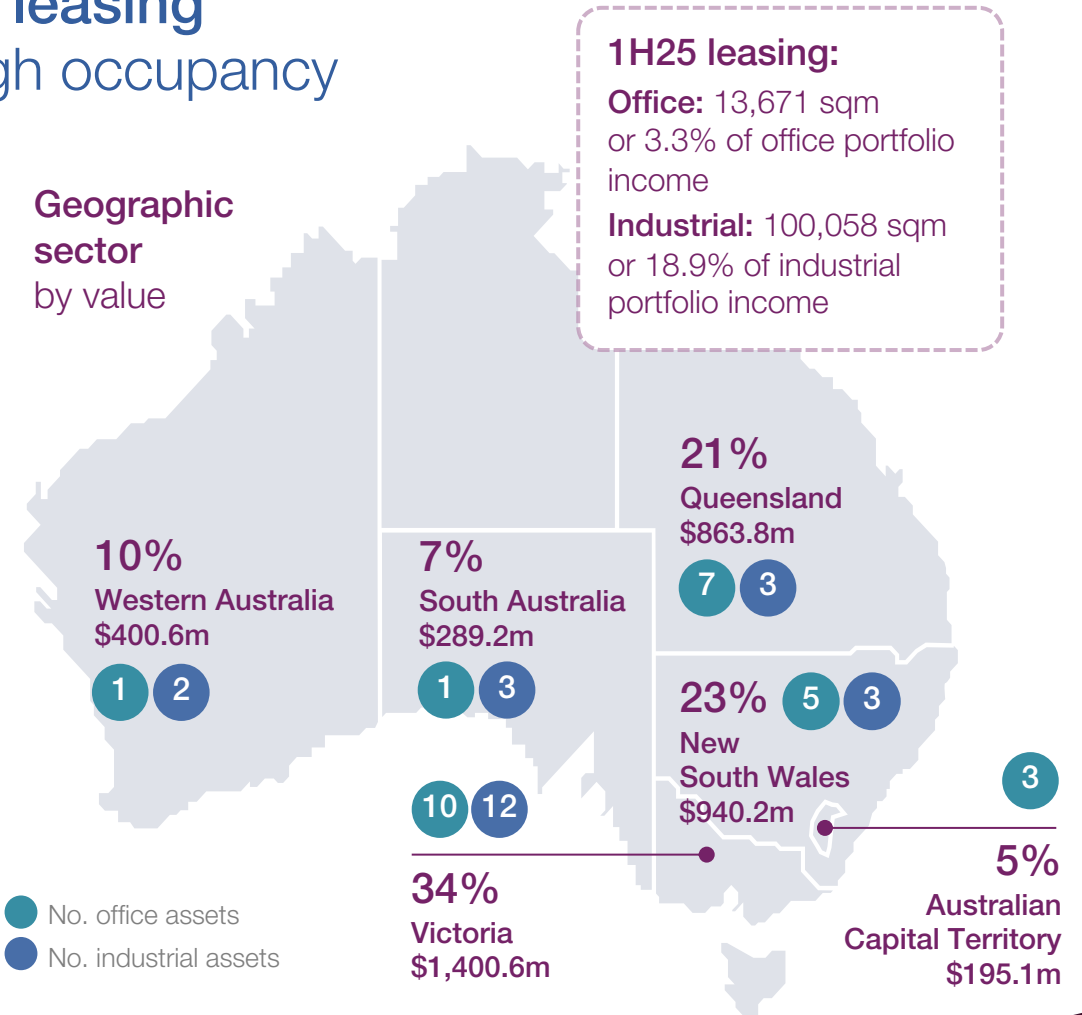 leasing
gh occupancy
1H25 leasing:
Office: 13,671 sqm
or 3.3% of office portfolio
income
Industrial: 100,058 sqm
or 18.9% of industrial
portfolio income
Geographic
sector
by value
21%
Queensland
$863.8m
7 3
10%
Western Australia
$400.6m
1 2
7%
South Australia
$289.2m
1 3
23% 5 3
New
South Wales
$940.2m
10 12
34%
Victoria
$1,400.6m
3
5%
Australian
Capital Territory
$195.1m
No. office assets
No. industrial assets